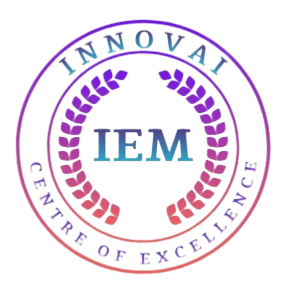 INNOVAI
IEM
CENTRE OF EXCELLENCE